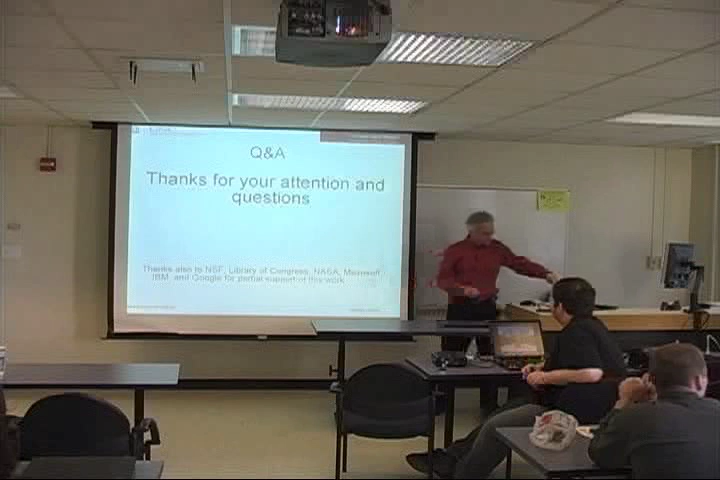 Q&A
Thanks for your attention and
questions
Thanks also to NSF, Library of Congress, NASA, Microsoft,
IBM, and Google for partial support of this work